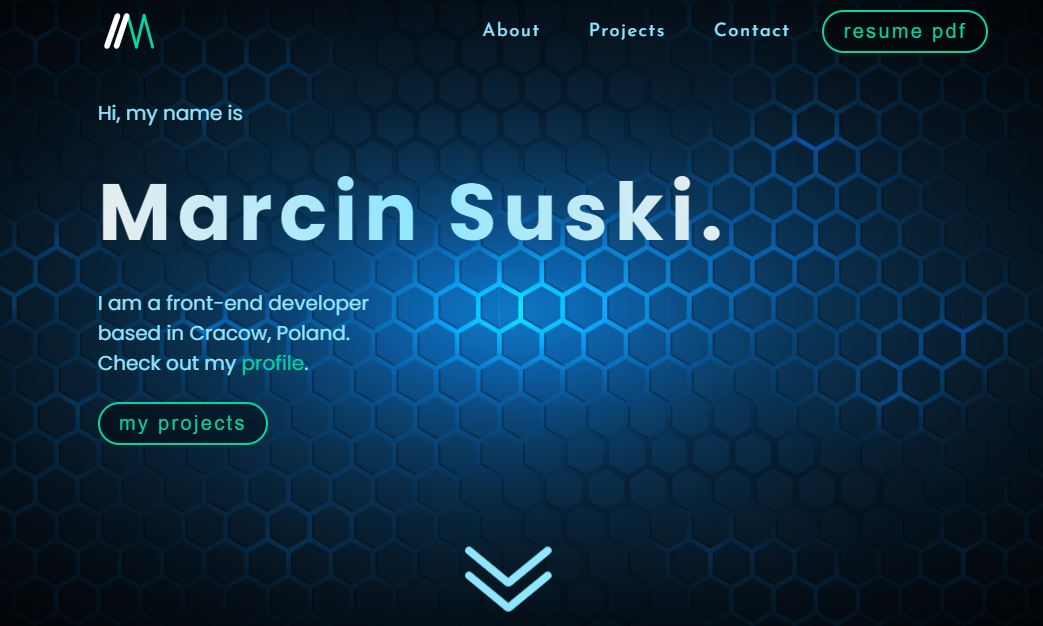 About Projects Contact resume pdf
Hi, my name is
Marcin Suski.
I am a front-end developer
based in Cracow, Poland.
Check out my profile.
my projects